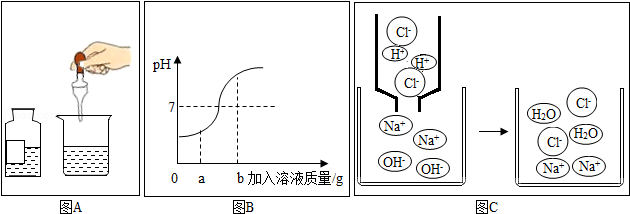 图A
pH
7
0 a b 加入溶液质量/g
图B
Cl-
H+
H+
Cl-
Na+
Na+
OH-
OH-
Cl-
H₂O
H₂O
Cl-
Na+
Na+
图C